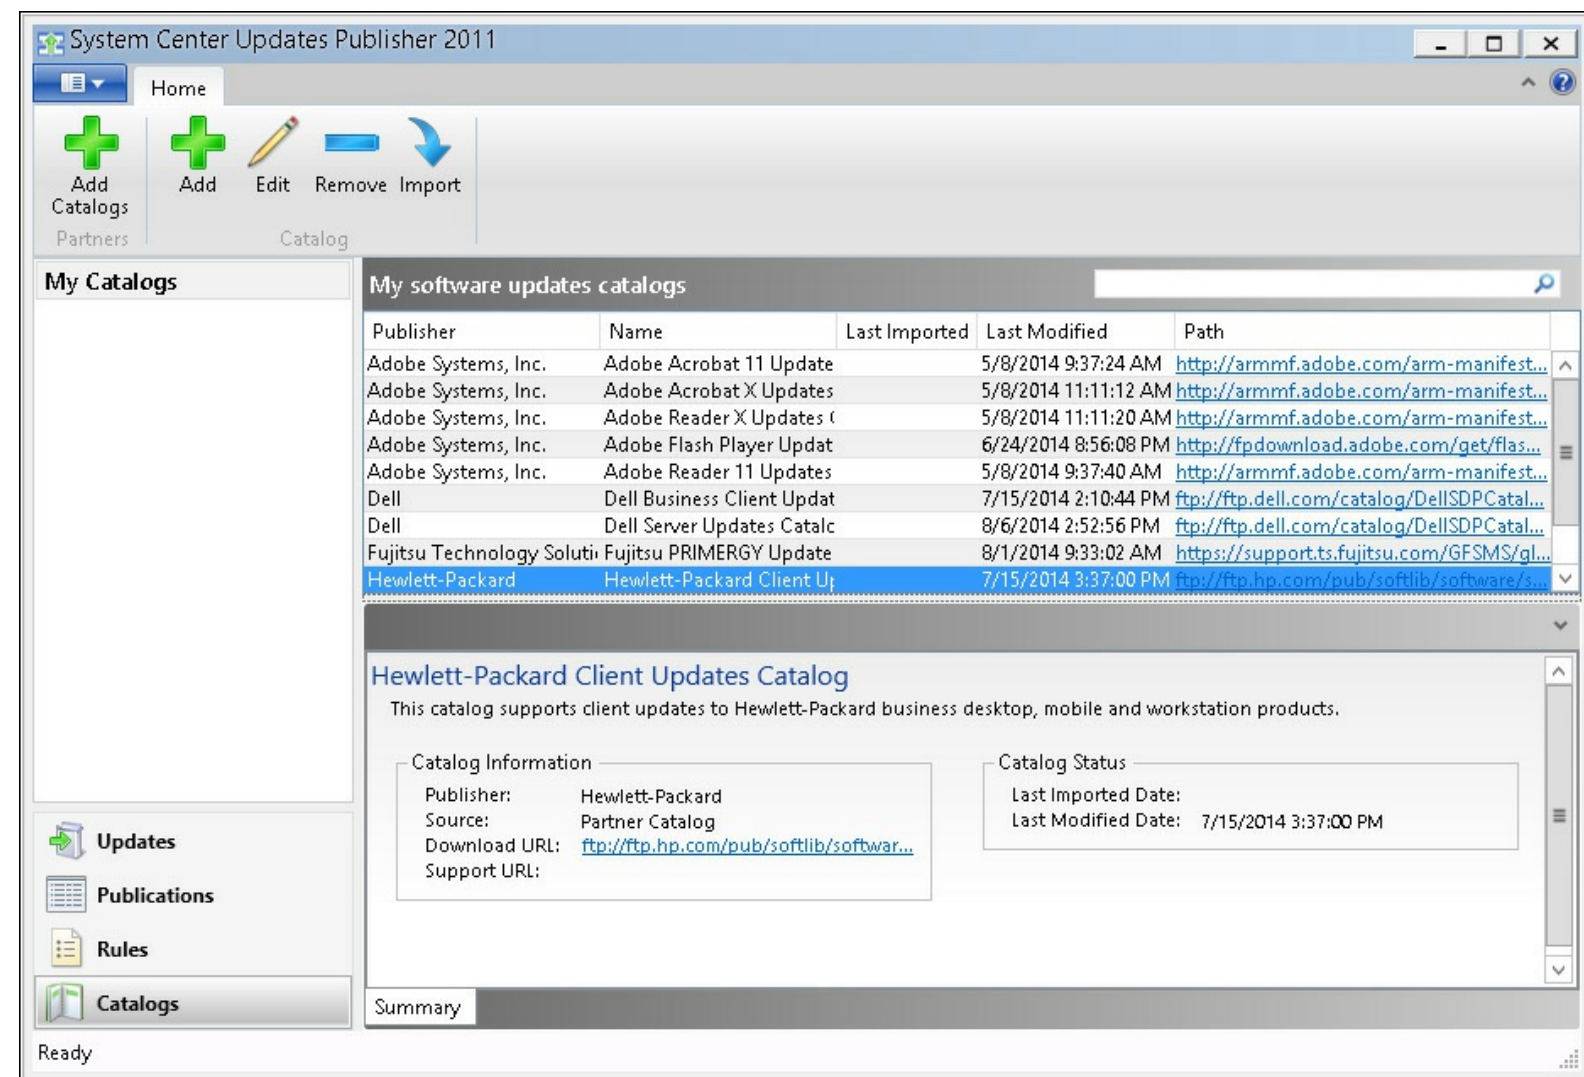 System Center Updates Publisher 2011
Home
Add Catalogs
Add
Edit
Remove
Import
Partners
Catalog
My Catalogs
My software updates catalogs
Publisher Name Last Imported Last Modified Path
Adobe Systems, Inc. Adobe Acrobat 11 Update 5/8/2014 9:37:24 AM http://armmf.adobe.com/arm-manifest...
Adobe Systems, Inc. Adobe Acrobat X Updates 5/8/2014 11:11:12 AM http://armmf.adobe.com/arm-manifest...
Adobe Systems, Inc. Adobe Reader X Updates 5/8/2014 11:11:20 AM http://armmf.adobe.com/arm-manifest...
Adobe Systems, Inc. Adobe Flash Player Updat 6/24/2014 8:56:08 PM http://fpdownload.adobe.com/get/flas...
Adobe Systems, Inc. Adobe Reader 11 Updates 5/8/2014 9:37:40 AM http://armmf.adobe.com/arm-manifest...
Dell Dell Business Client Updat 7/15/2014 2:10:44 PM ftp://ftp.dell.com/catalog/DellSDPCatal...
Dell Dell Server Updates Catalc 8/6/2014 2:52:56 PM ftp://ftp.dell.com/catalog/DellSDPCatal...
Fujitsu Technology Soluti Fujitsu PRIMERGY Update 8/1/2014 9:33:02 AM https://support.ts.fujitsu.com/GFSMS/gl...
Hewlett-Packard Hewlett-Packard Client Up 7/15/2014 3:37:00 PM ftp://ftp.hp.com/pub/softlib/software/s...
Hewlett-Packard Client Updates Catalog
This catalog supports client updates to Hewlett-Packard business desktop, mobile and workstation products.
Catalog Information
Publisher: Hewlett-Packard
Source: Partner Catalog
Download URL: ftp://ftp.hp.com/pub/softlib/softwar...
Support URL:
Catalog Status
Last Imported Date:
Last Modified Date: 7/15/2014 3:37:00 PM
Updates
Publications
Rules
Catalogs
Summary
Ready